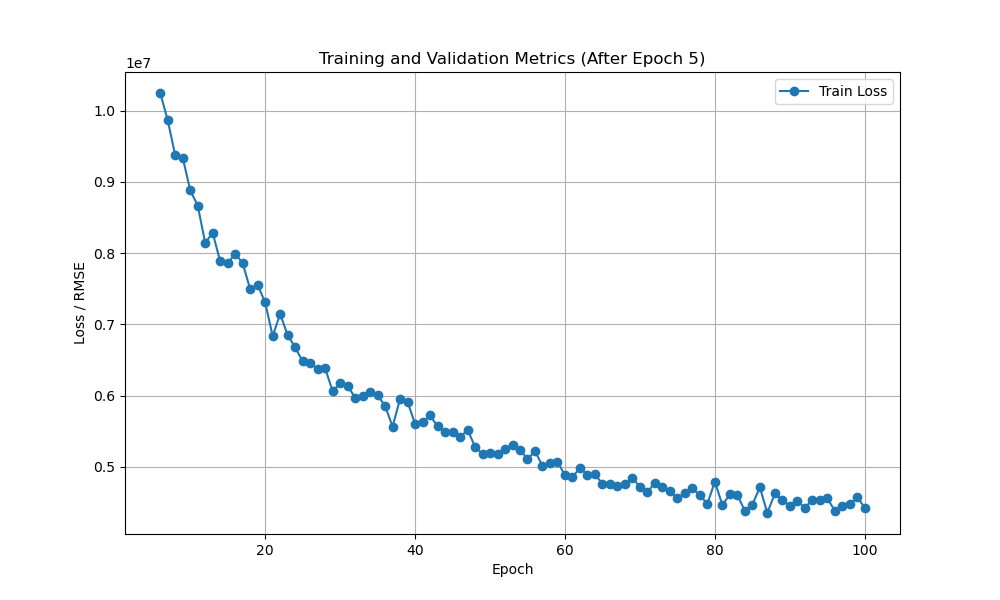 Training and Validation Metrics (After Epoch 5)
1e7
Train Loss
1.0
0.9
0.8
0.7
0.6
0.5
Loss / RMSE
20 40 60 80 100
Epoch